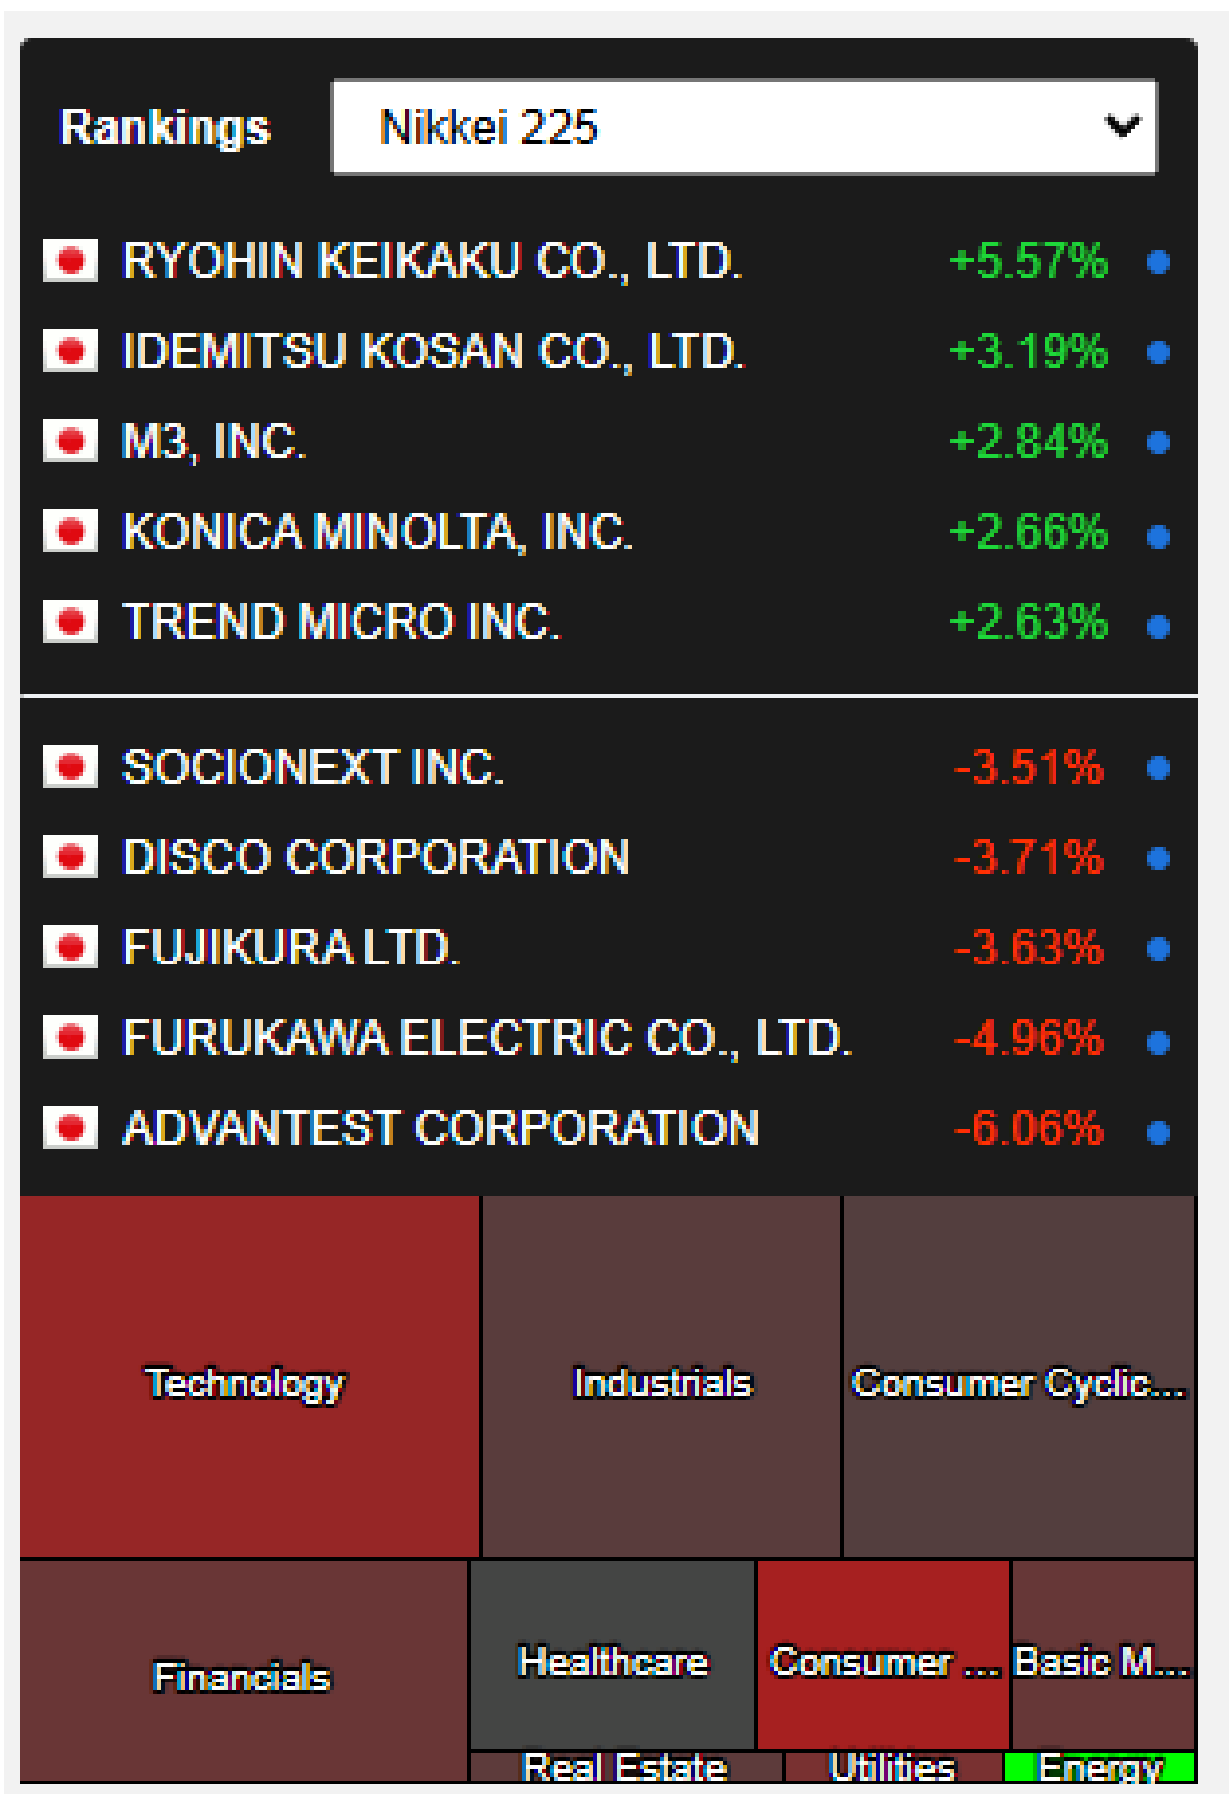 Rankings Nikkei 225
RYOHIN KEIKAKU CO., LTD. +5.57%
IDEMITSU KOSAN CO., LTD. +3.19%
M3, INC. +2.84%
KONICA MINOLTA, INC. +2.66%
TREND MICRO INC. +2.63%
SOCIONEXT INC. -3.51%
DISCO CORPORATION -3.71%
FUJIKURA LTD. -3.63%
FURUKAWA ELECTRIC CO., LTD. -4.96%
ADVANTEST CORPORATION -6.06%
Technology Industrials Consumer Cyclic...
Financials Healthcare Consumer ... Basic M...
Real Estate Utilities Energy